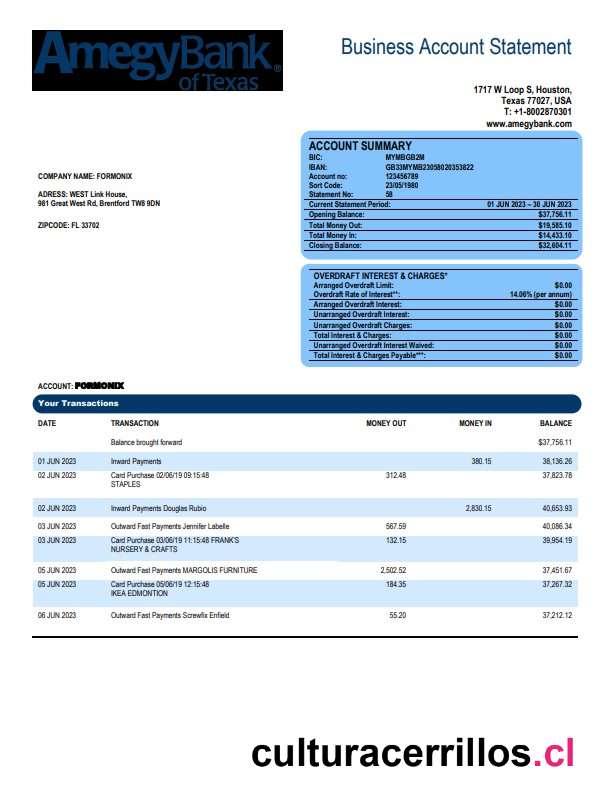 AmegyBank®
of Texas
Business Account Statement
1717 W Loop S, Houston,
Texas 77027, USA
T: +1-8002870301
www.amegybank.com
COMPANY NAME: FORMONIX
ADRESS: WEST Link House,
981 Great West Rd, Brentford TW8 9DN
ZIPCODE: FL 33702
ACCOUNT SUMMARY
BIC: MYMBGB2M
IBAN: GB33MYMB23058020353822
Account no: 123456789
Sort Code: 23/05/1980
Statement No: 58
Current Statement Period: 01 JUN 2023 – 30 JUN 2023
Opening Balance: $37,756.11
Total Money Out: $19,585.10
Total Money In: $14,433.10
Closing Balance: $32,604.11
OVERDRAFT INTEREST & CHARGES*
Arranged Overdraft Limit: $0.00
Overdraft Rate of Interest**: 14.06% (per annum)
Arranged Overdraft Interest: $0.00
Unarranged Overdraft Interest: $0.00
Unarranged Overdraft Charges: $0.00
Total Interest & Charges: $0.00
Unarranged Overdraft Interest Waived: $0.00
Total Interest & Charges Payable***: $0.00
ACCOUNT: FORMONIX
Your Transactions
DATE TRANSACTION MONEY OUT MONEY IN BALANCE
Balance brought forward $37,756.11
01 JUN 2023 Inward Payments 380.15 38,136.26
02 JUN 2023 Card Purchase 02/06/19 09:15:48 312.48 37,823.78
STAPLES
02 JUN 2023 Inward Payments Douglas Rubio 2,830.15 40,653.93
03 JUN 2023 Outward Fast Payments Jennifer Labelle 567.59 40,086.34
03 JUN 2023 Card Purchase 03/06/19 11:15:48 FRANK'S 132.15 39,954.19
NURSERY & CRAFTS
05 JUN 2023 Outward Fast Payments MARGOLIS FURNITURE 2,502.52 37,451.67
05 JUN 2023 Card Purchase 05/06/19 12:15:48 184.35 37,267.32
IKEA EDMONTION
06 JUN 2023 Outward Fast Payments Screwfix Enfield 55.20 37,212.12
culturacerrillos.cl